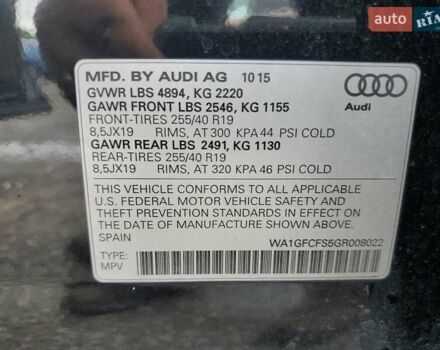 AUTO.RIA
MFD. BY AUDI AG 10 15
GVWR LBS 4894, KG 2220
GAWR FRONT LBS 2546, KG 1155
FRONT-TIRES 255/40 R19
8,5JX19 RIMS, AT 300 KPA 44 PSI COLD
GAWR REAR LBS 2491, KG 1130
REAR-TIRES 255/40 R19
8,5JX19 RIMS, AT 320 KPA 46 PSI COLD
Audi
THIS VEHICLE CONFORMS TO ALL APPLICABLE
U.S. FEDERAL MOTOR VEHICLE SAFETY AND
THEFT PREVENTION STANDARDS IN EFFECT ON
THE DATE OF MANUFACTURE SHOWN ABOVE.
SPAIN WA1GFCFS5GR008022
TYPE:
MPV